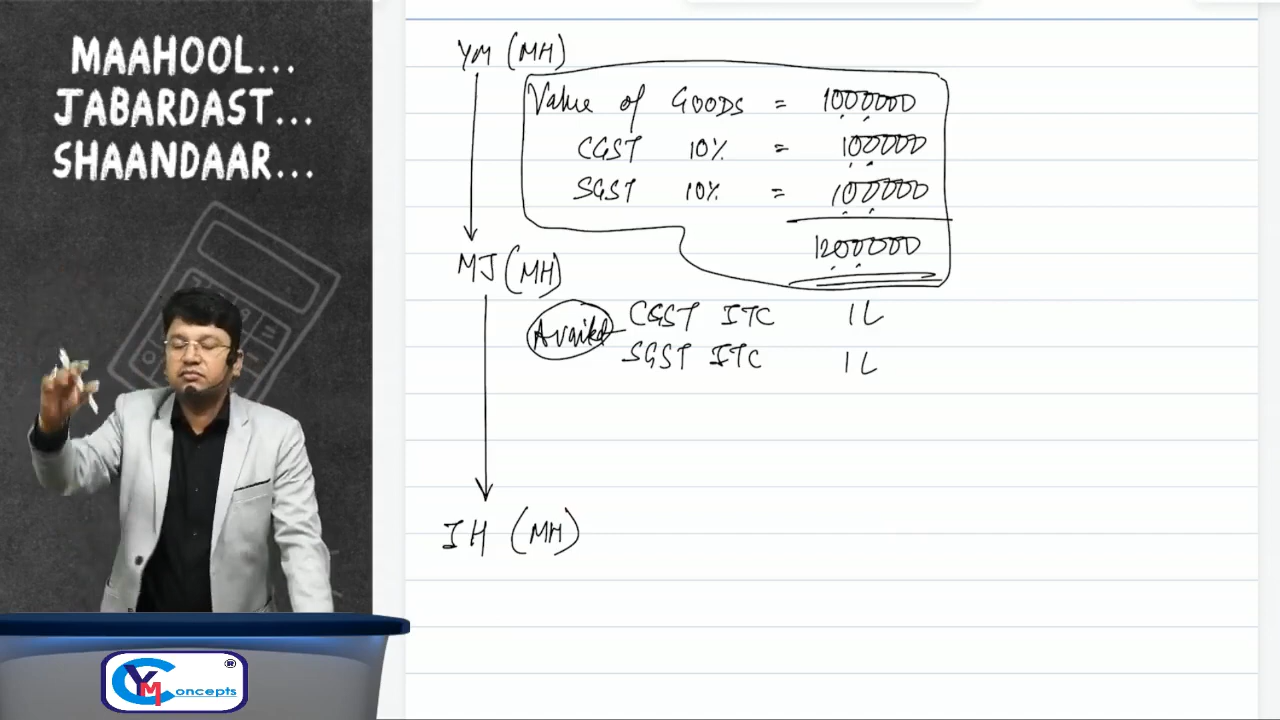 MAAHOOL...
JABARDAST...
SHAANDAAR...
YM (MH)
Value of GOODS = 1000000
CGST 10% = 100000
SGST 10% = 100000
1200000
MJ (MH)
Availed CGST ITC 1L
SGST ITC 1L
IH (MH)
YM Concepts ®